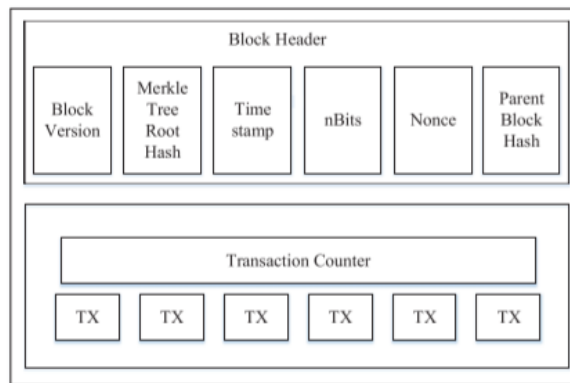 Block Header
Block
Version
Merkle
Tree
Root
Hash
Time
stamp
nBits
Nonce
Parent
Block
Hash
Transaction Counter
TX TX TX TX TX TX